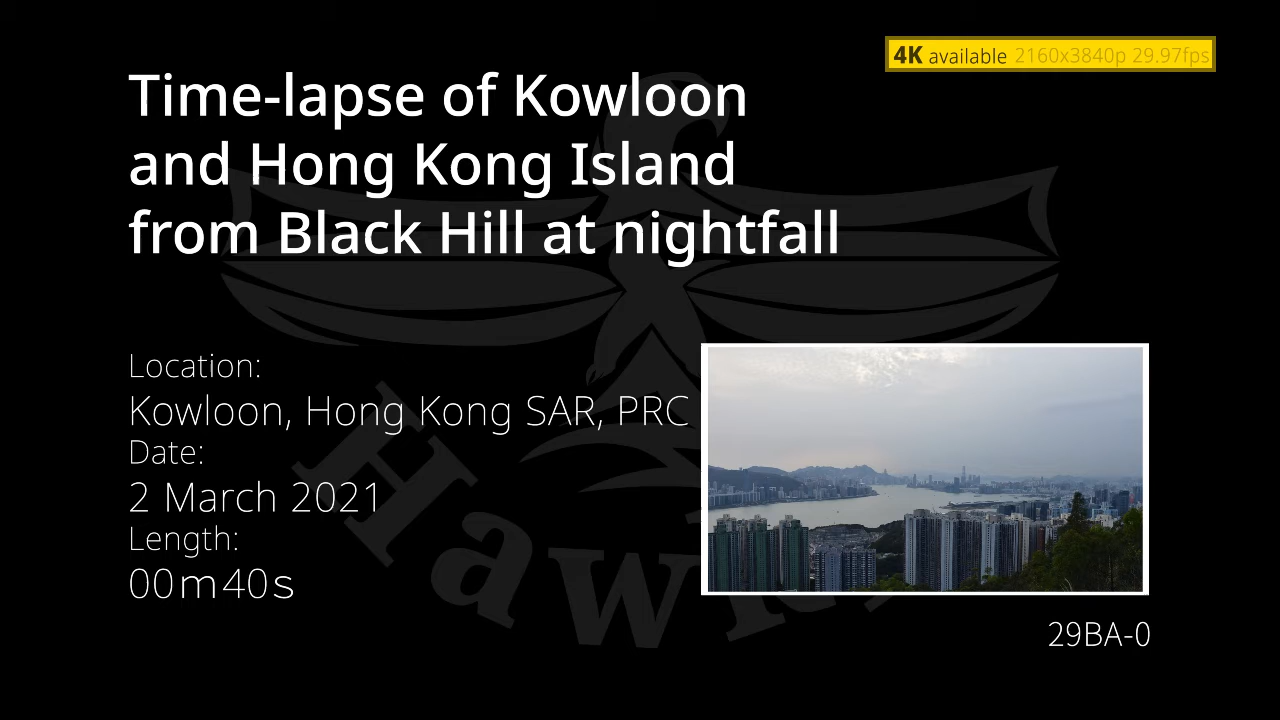 4K available 2160x3840p 29.97fps
Time-lapse of Kowloon
and Hong Kong Island
from Black Hill at nightfall
Location:
Kowloon, Hong Kong SAR, PRC
Date:
2 March 2021
Length:
00m40s
29BA-0